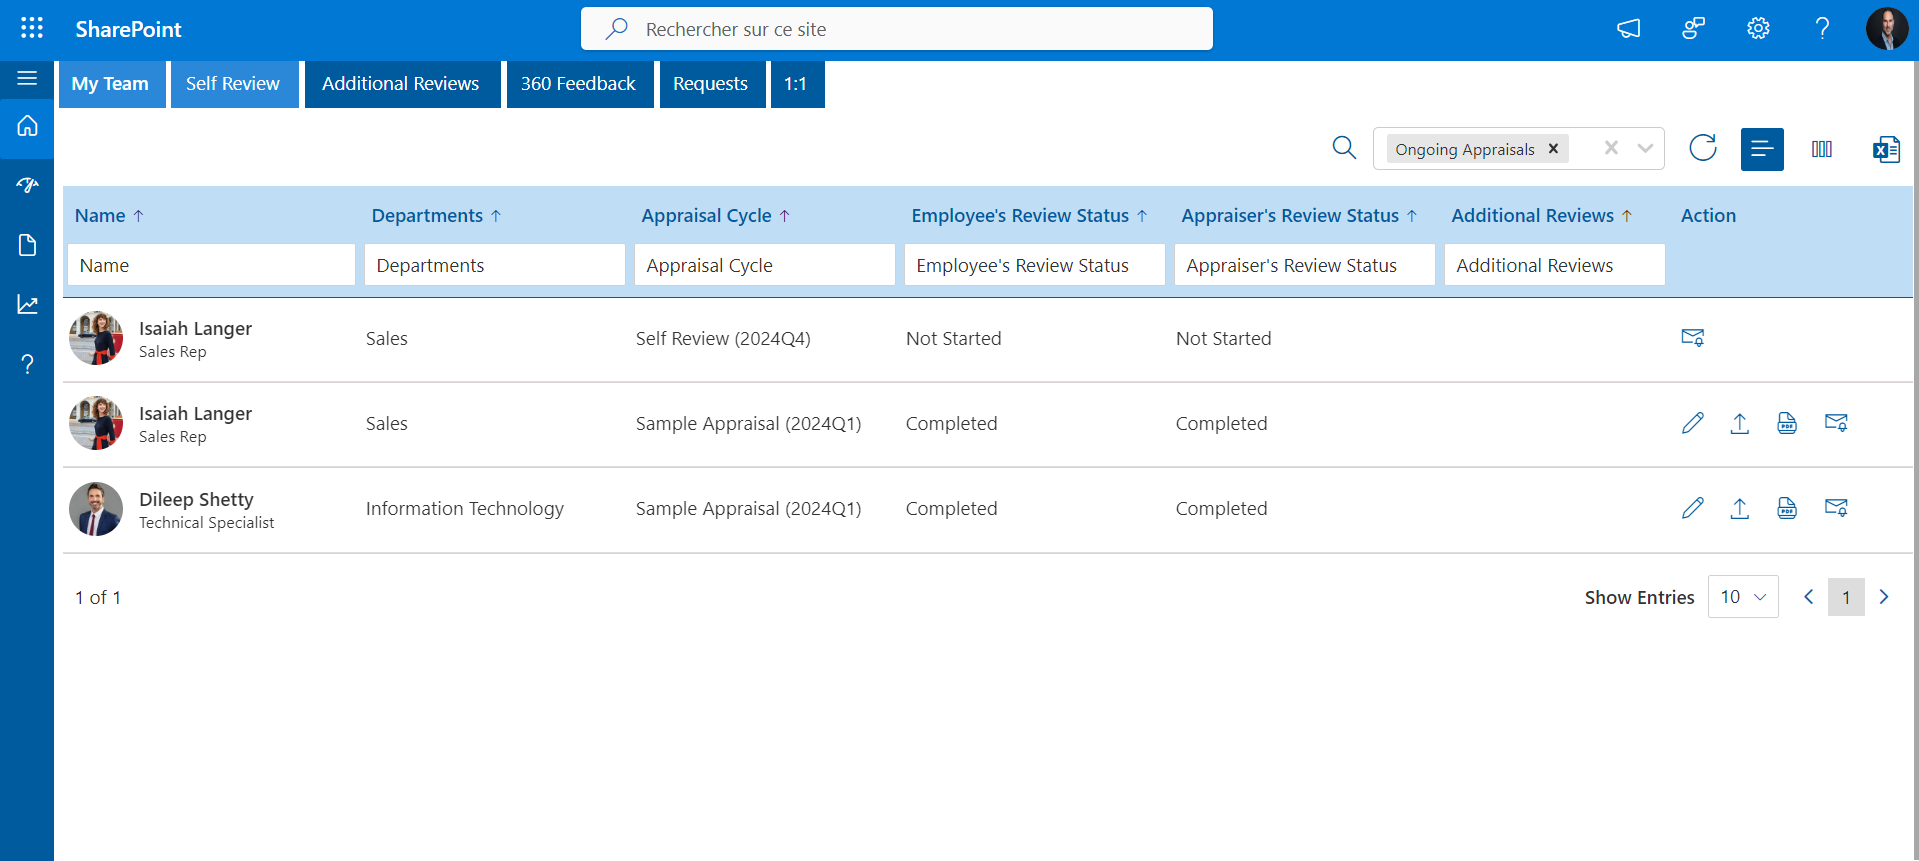 SharePoint
Rechercher sur ce site
My Team
Self Review
Additional Reviews
360 Feedback
Requests
1:1
Ongoing Appraisals
Name
Departments
Appraisal Cycle
Employee's Review Status
Appraiser's Review Status
Additional Reviews
Action
Name
Departments
Appraisal Cycle
Employee's Review Status
Appraiser's Review Status
Additional Reviews
Isaiah Langer
Sales Rep
Sales
Self Review (2024Q4)
Not Started
Not Started
Isaiah Langer
Sales Rep
Sales
Sample Appraisal (2024Q1)
Completed
Completed
PDF
Dileep Shetty
Technical Specialist
Information Technology
Sample Appraisal (2024Q1)
Completed
Completed
PDF
1 of 1
Show Entries
10
1